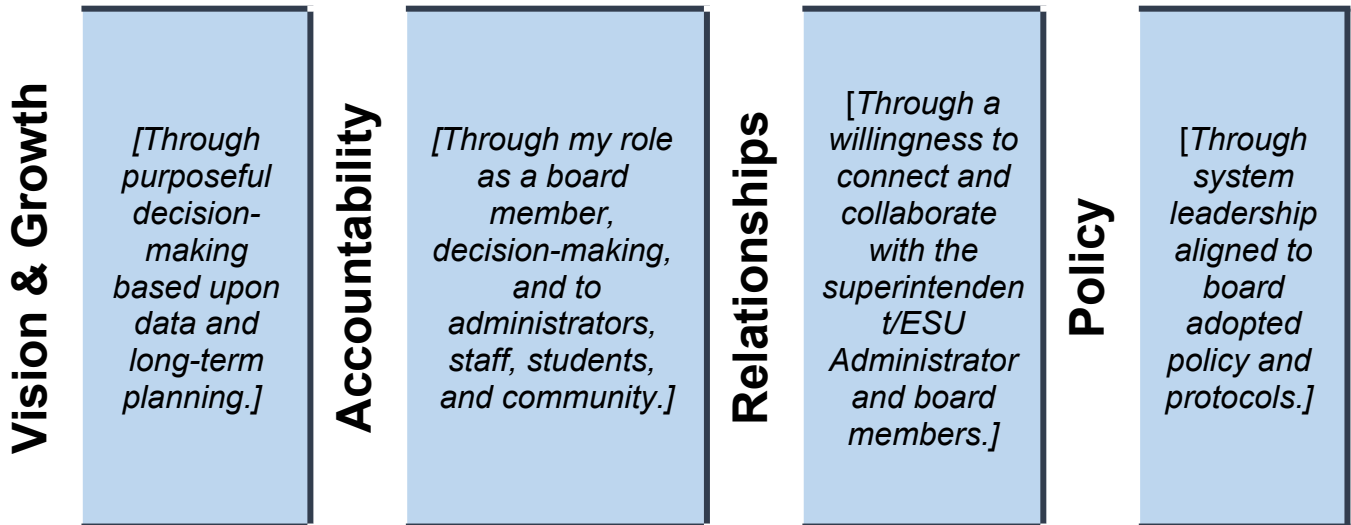 Vision & Growth
[Through
purposeful
decision-
making
based upon
data and
long-term
planning.]
Accountability
[Through my role
as a board
member,
decision-making,
and to
administrators,
staff, students,
and community.]
Relationships
[Through a
willingness to
connect and
collaborate
with the
superintenden
t/ESU
Administrator
and board
members.]
Policy
[Through
system
leadership
aligned to
board
adopted
policy and
protocols.]